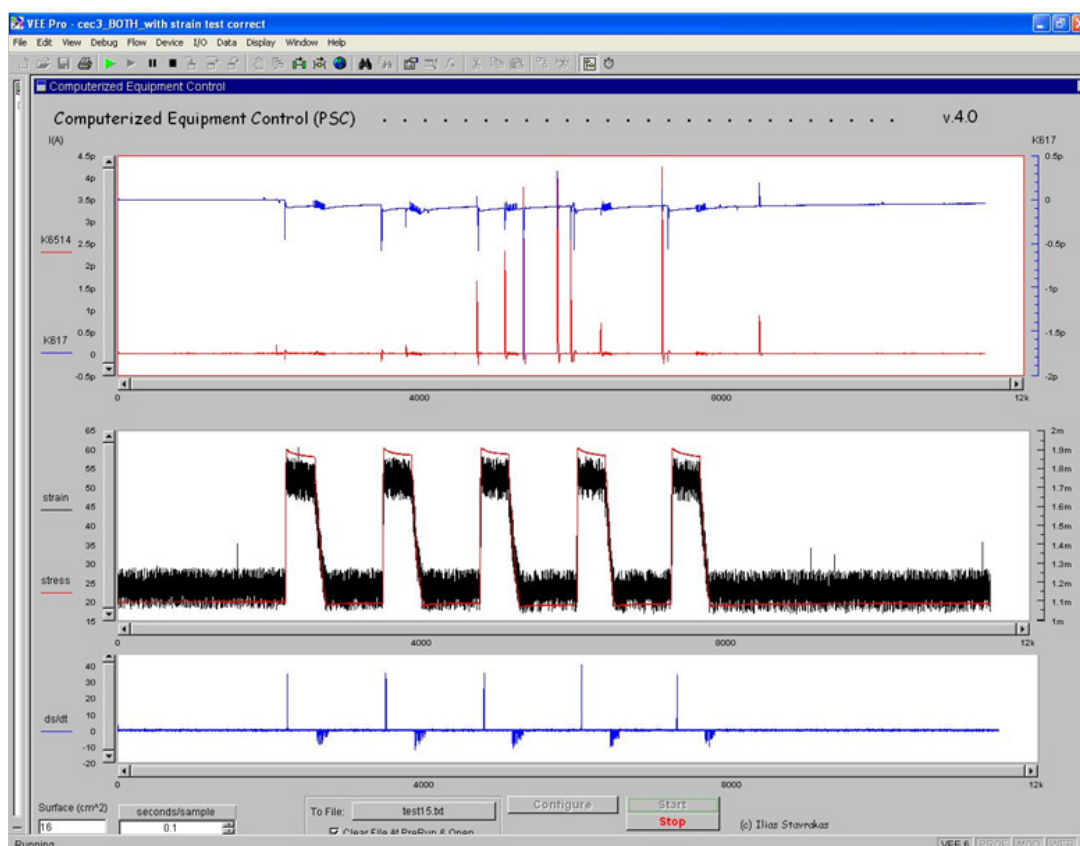 VEE Pro - cec3_BOTH_with strain test correct
File Edit View Debug Flow Device I/O Data Display Window Help
Computerized Equipment Control
Computerized Equipment Control (PSC) . . . . . . . . . . . . . . . . . . . . . . . . v.4.0
I(A) K617
4.5p 0.5p
4p
3.5p 0
3p
K6514
2.5p -0.5p
2p
1.5p -1p
1p
0.5p -1.5p
K617
0
-0.5p -2p
0 4000 8000 12k
65 2m
60 1.9m
55 1.8m
50 1.7m
strain
45 1.6m
40 1.5m
35 1.4m
30 1.3m
stress
25 1.2m
20 1.1m
15 1m
0 4000 8000 12k
40
30
20
10
ds/dt
0
-10
-20
0 4000 8000 12k
Surface (cm^2) seconds/sample To File: test15.txt Configure Start
16 0.1 Clear File At PreRun & Open Stop (c) Ilias Stavrakas
Running VEE 6 PROF MOD WEB